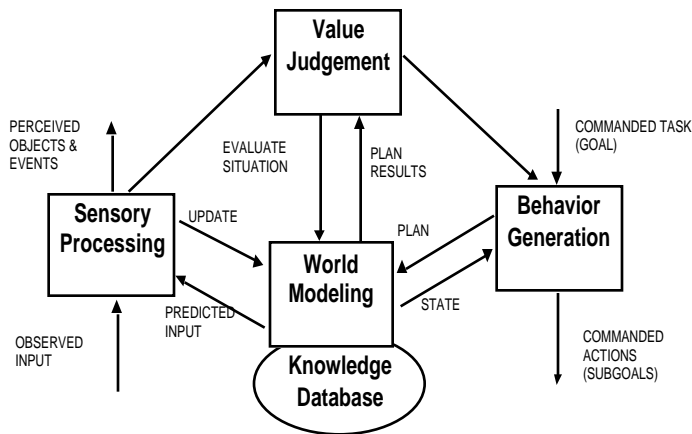 Value
Judgement
PERCEIVED
OBJECTS &
EVENTS
EVALUATE
SITUATION
PLAN
RESULTS
COMMANDED TASK
(GOAL)
Sensory
Processing
UPDATE
PLAN
Behavior
Generation
World
Modeling
PREDICTED
INPUT
STATE
OBSERVED
INPUT
COMMANDED
ACTIONS
(SUBGOALS)
Knowledge
Database